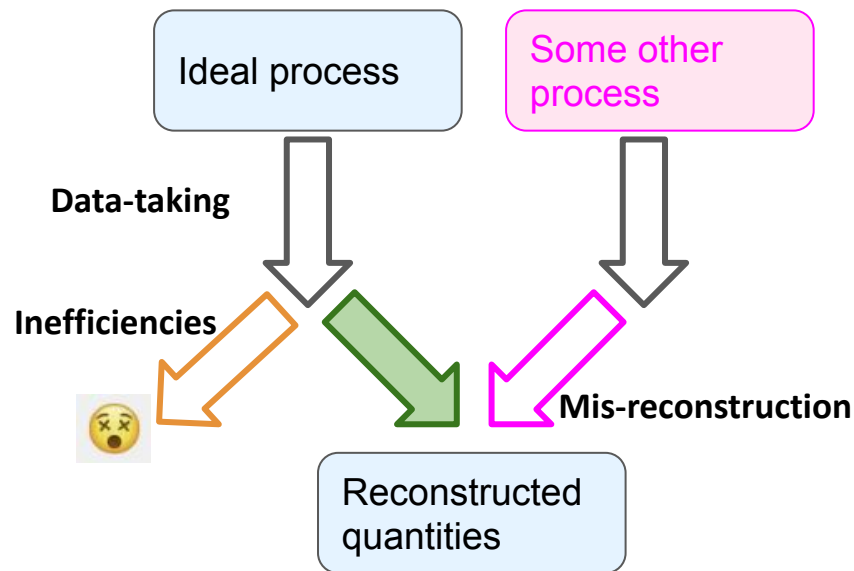 Ideal process
Some other
process
Data-taking
Inefficiencies
Mis-reconstruction
Reconstructed
quantities